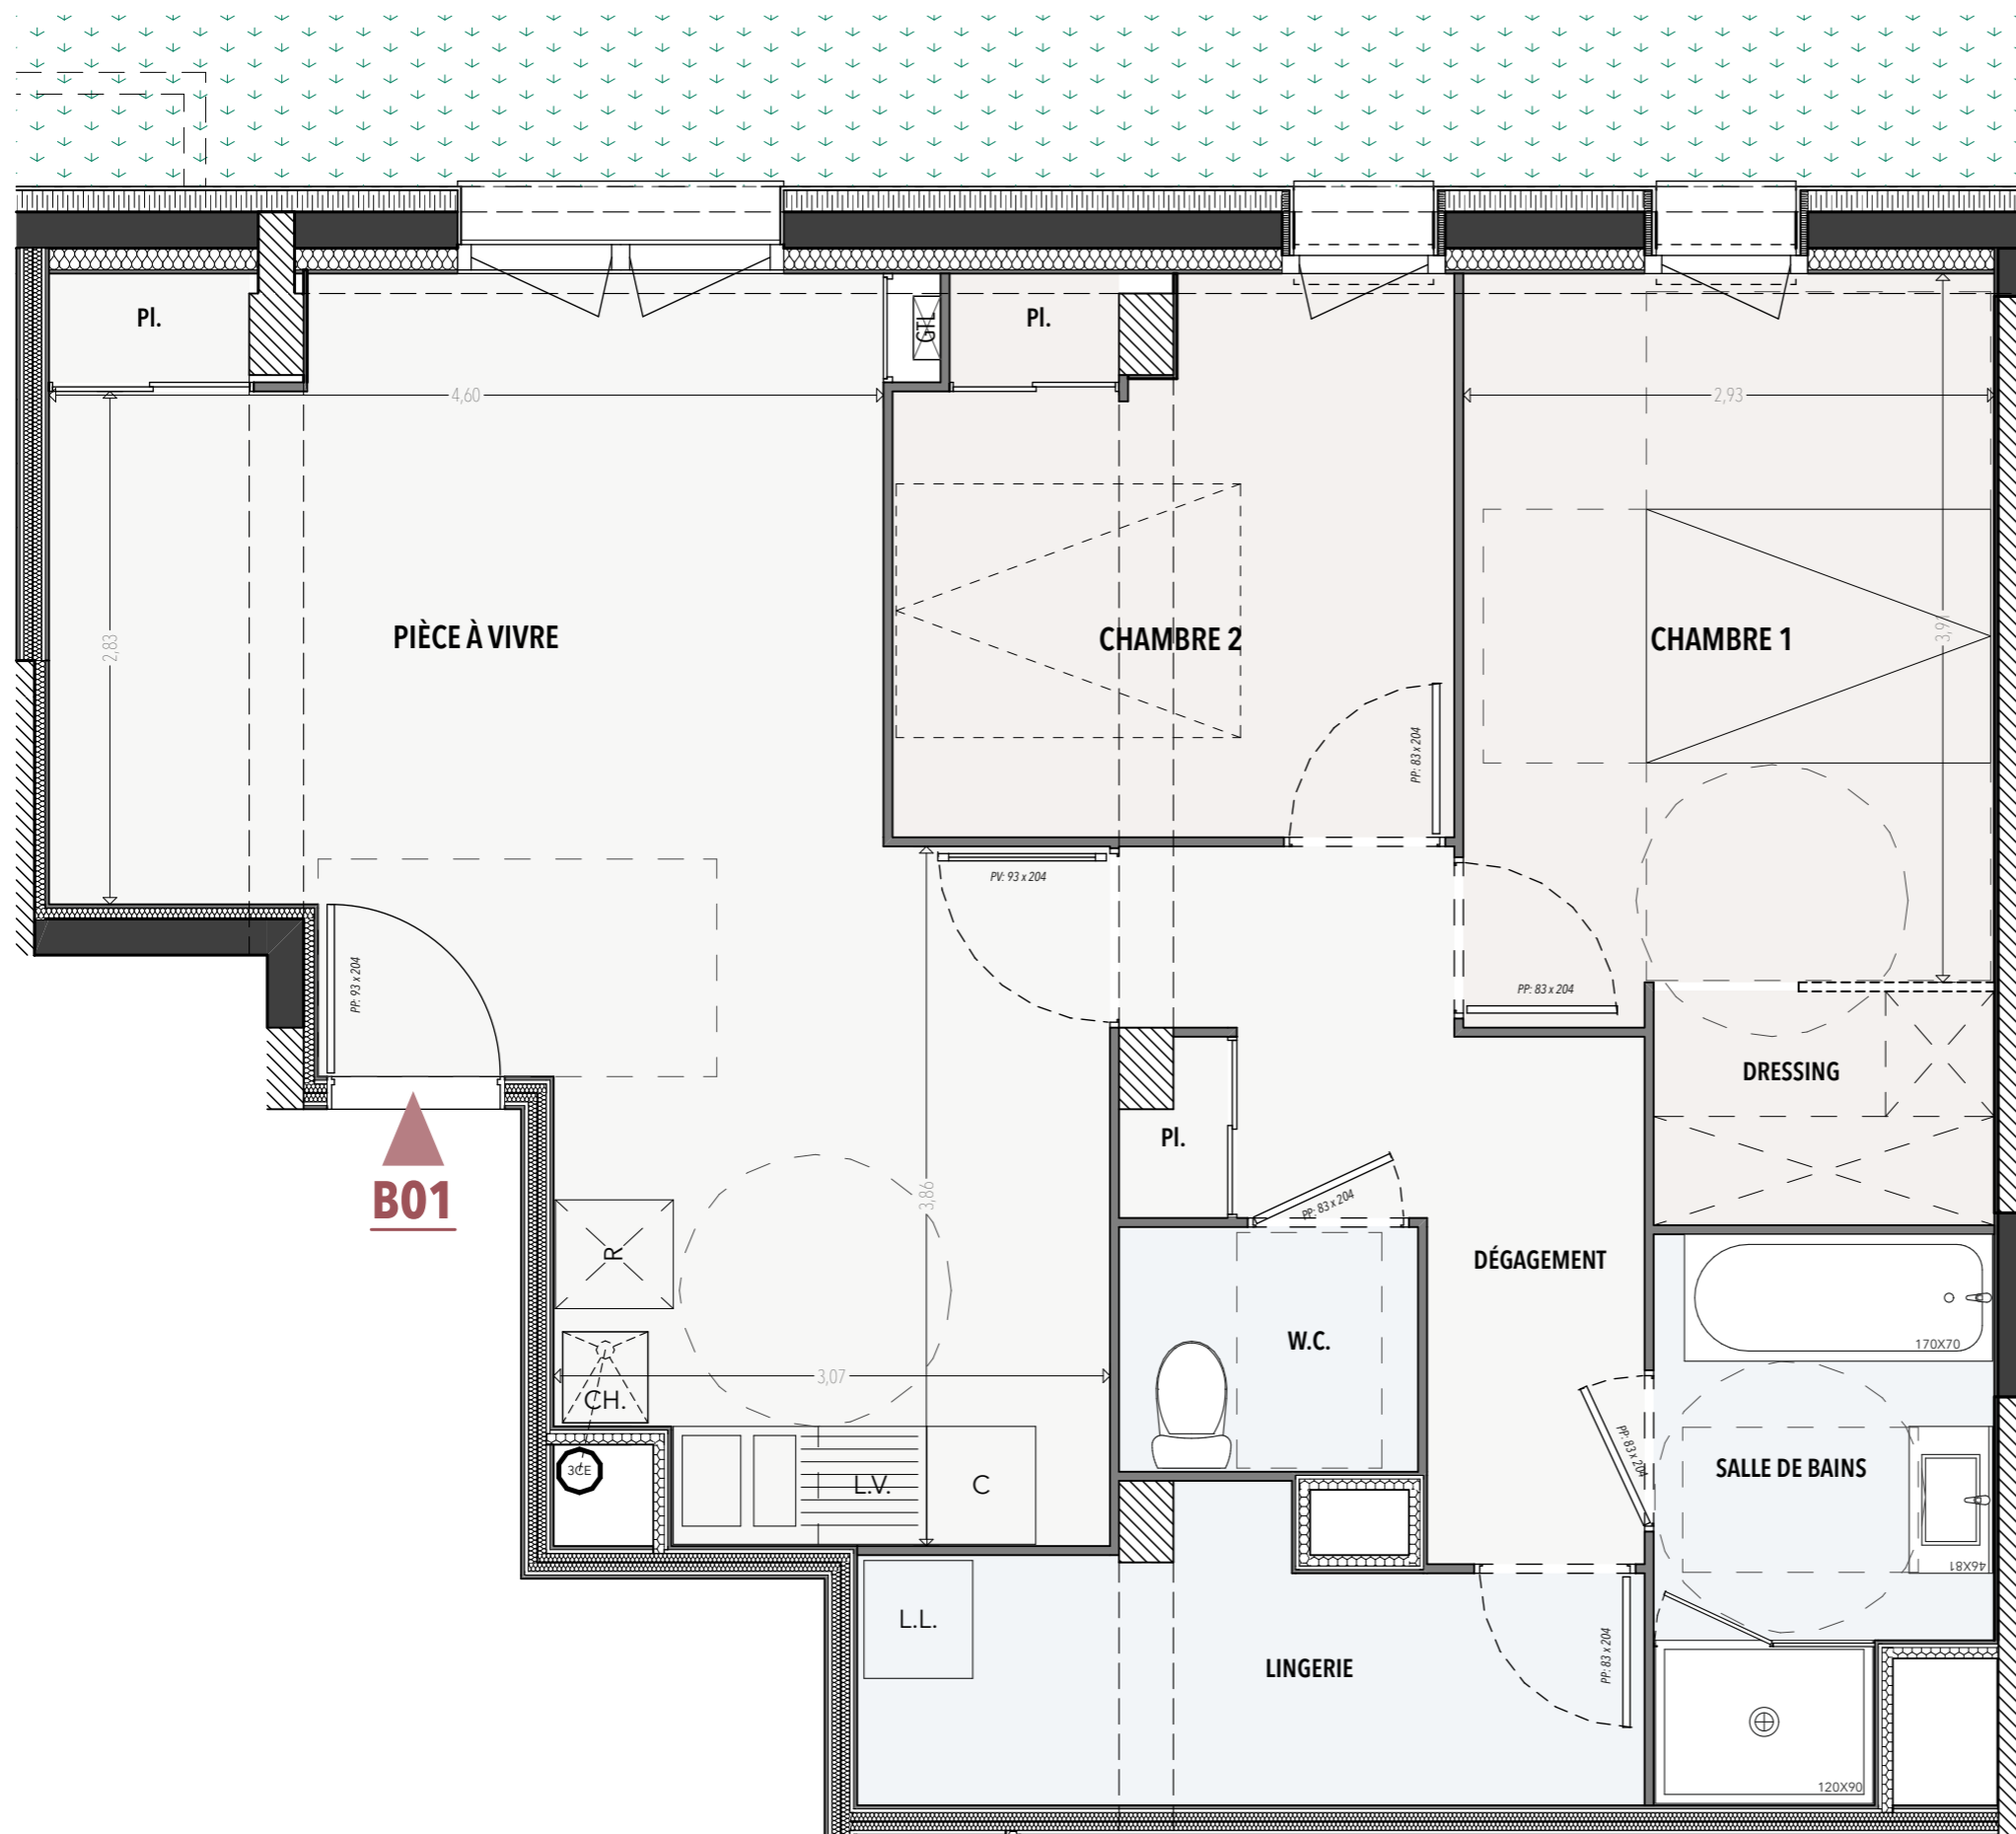 Pl.
GTL
Pl.
4,60
2,93
2,83
PIÈCE À VIVRE
CHAMBRE 2
CHAMBRE 1
PP: 83 x 204
PV: 93 x 204
PP: 93 x 204
PP: 83 x 204
DRESSING
Pl.
B01
3,86
PP: 83 x 204
R
DÉGAGEMENT
W.C.
170X70
3,07
CH.
PP: 83 x 204
3CE
L.V.
C
SALLE DE BAINS
46X81
L.L.
LINGERIE
PP: 83 x 204
120X90